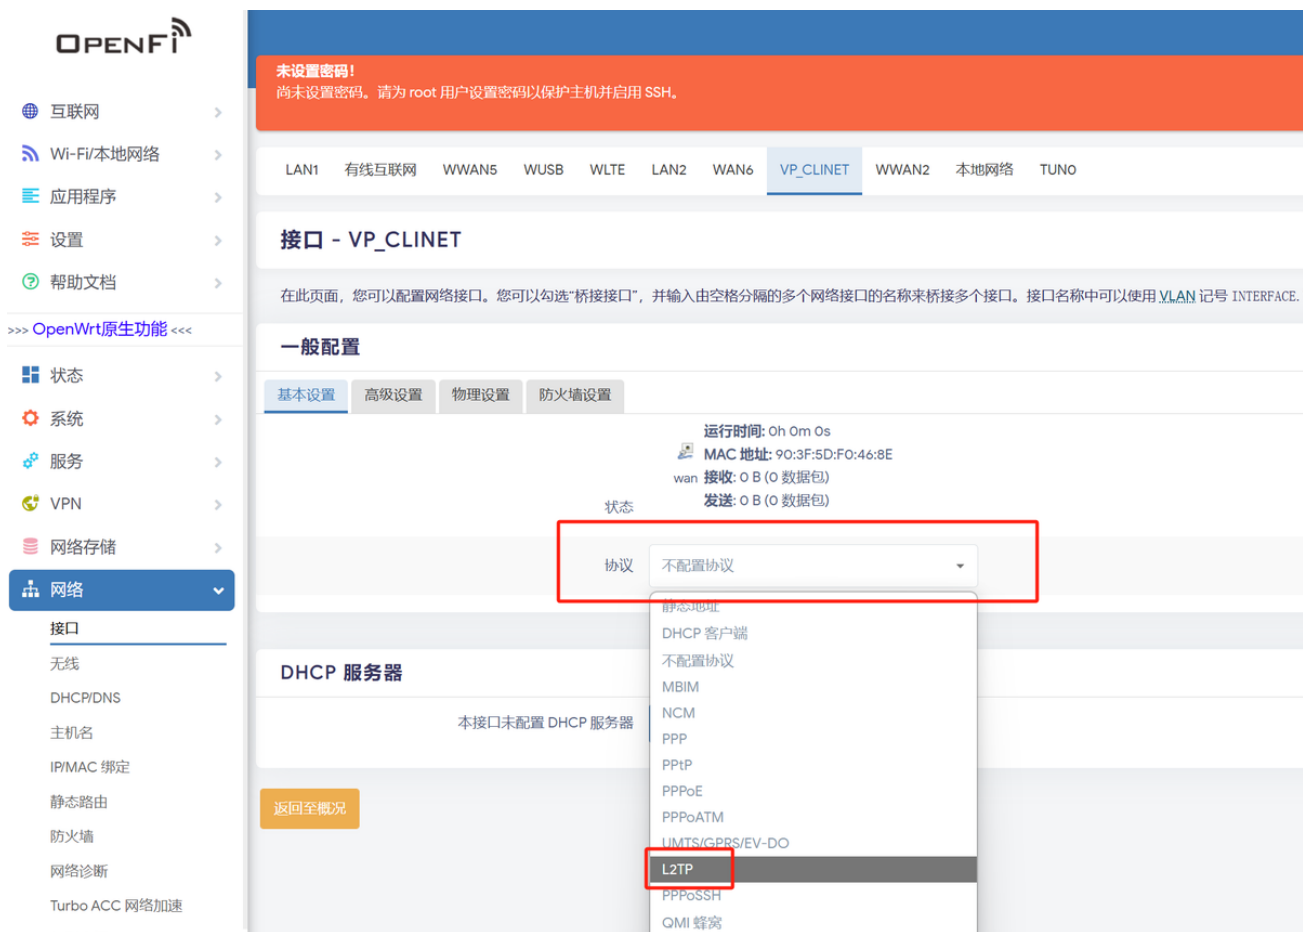 OPENFi
未设置密码!
尚未设置密码。请为 root 用户设置密码以保护主机并启用 SSH。
互联网
Wi-Fi/本地网络
应用程序
设置
帮助文档
>>> OpenWrt原生功能 <<<
状态
系统
服务
VPN
网络存储
网络
接口
无线
DHCP/DNS
主机名
IP/MAC 绑定
静态路由
防火墙
网络诊断
Turbo ACC 网络加速
LAN1 有线互联网 WWAN5 WUSB WLTE LAN2 WAN6 VP_CLINET WWAN2 本地网络 TUN0
接口 - VP_CLINET
在此页面，您可以配置网络接口。您可以勾选“桥接接口”，并输入由空格分隔的多个网络接口的名称来桥接多个接口。接口名称中可以使用 VLAN 记号 INTERFACE.
一般配置
基本设置 高级设置 物理设置 防火墙设置
运行时间: 0h 0m 0s
MAC 地址: 90:3F:5D:F0:46:8E
wan 接收: 0 B (0 数据包)
发送: 0 B (0 数据包)
状态
协议 不配置协议
静态地址
DHCP 客户端
不配置协议
MBIM
NCM
PPP
PPtP
PPPoE
PPPoATM
UMTS/GPRS/EV-DO
L2TP
PPPoSSH
QMI 蜂窝
DHCP 服务器
本接口未配置 DHCP 服务器
返回至概况